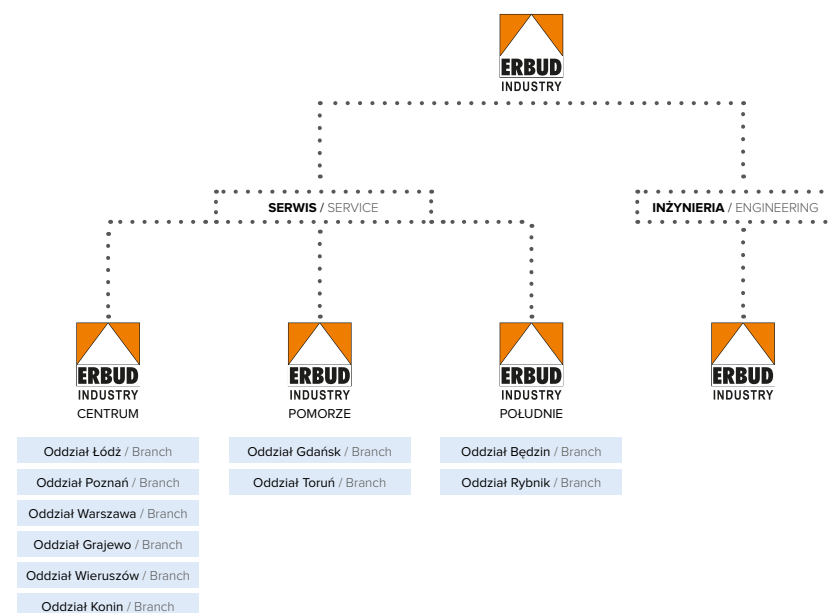 ERBUD
INDUSTRY
SERWIS / SERVICE
INŻYNIERIA / ENGINEERING
ERBUD
INDUSTRY
CENTRUM
ERBUD
INDUSTRY
POMORZE
ERBUD
INDUSTRY
POŁUDNIE
ERBUD
INDUSTRY
Oddział Łódź / Branch
Oddział Poznań / Branch
Oddział Warszawa / Branch
Oddział Grajewo / Branch
Oddział Wieruszów / Branch
Oddział Konin / Branch
Oddział Gdańsk / Branch
Oddział Toruń / Branch
Oddział Będzin / Branch
Oddział Rybnik / Branch